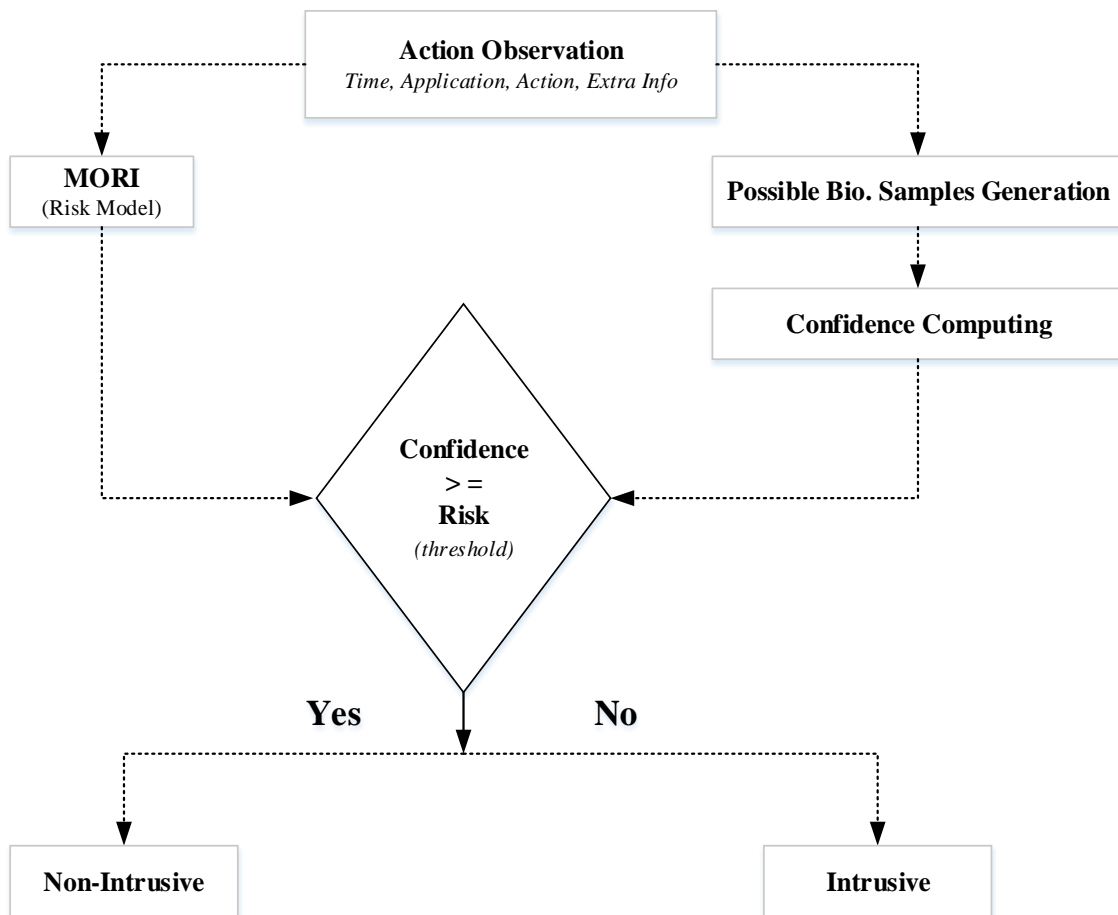 Action Observation
Time, Application, Action, Extra Info
MORI
(Risk Model)
Possible Bio. Samples Generation
Confidence Computing
Confidence
> =
Risk
(threshold)
Yes
No
Non-Intrusive
Intrusive